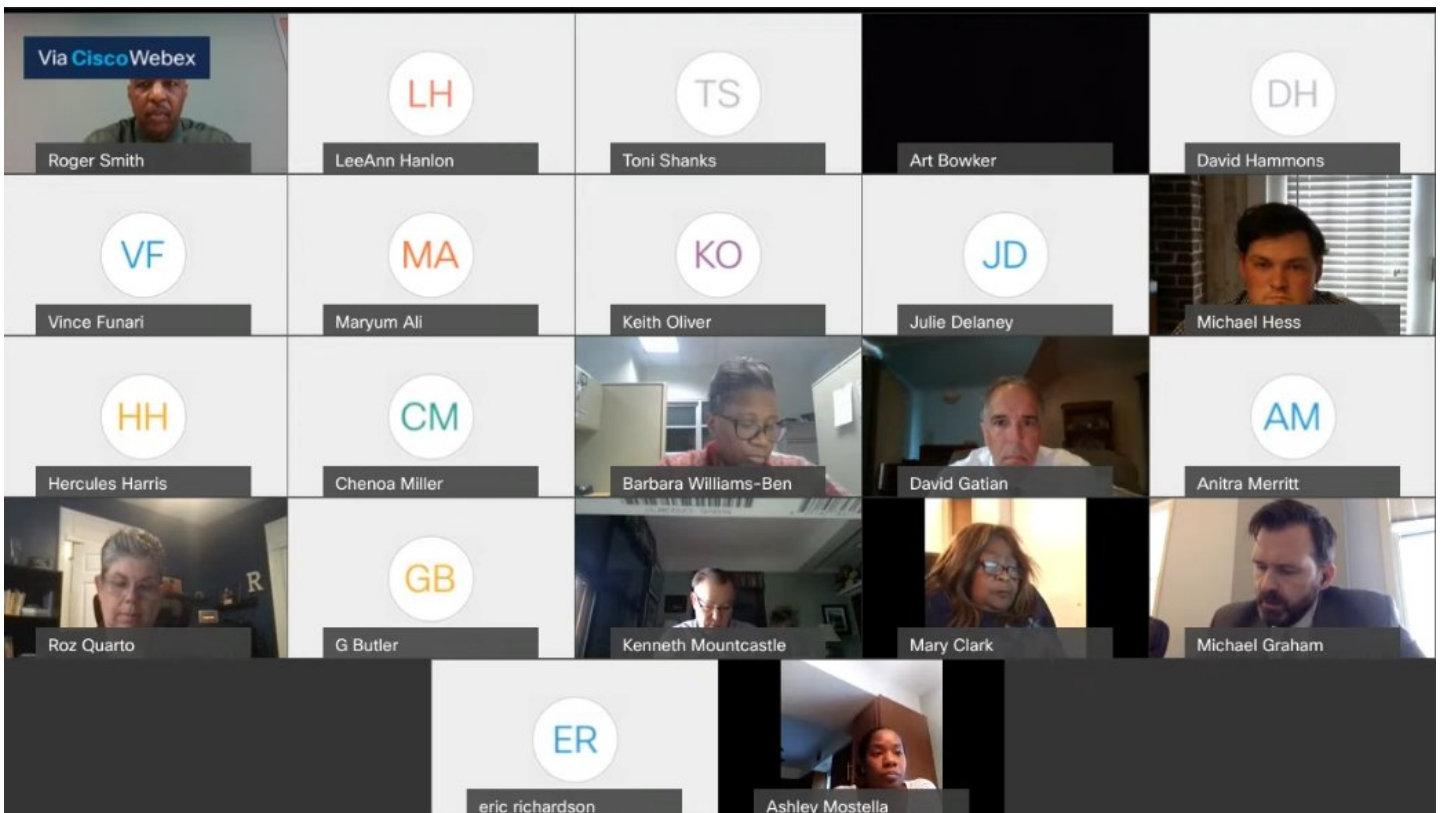 Via CiscoWebex
LH
TS
DH
Roger Smith
LeeAnn Hanlon
Toni Shanks
Art Bowker
David Hammons
VF
MA
KO
JD
Vince Funari
Maryum Ali
Keith Oliver
Julie Delaney
Michael Hess
HH
CM
AM
Hercules Harris
Chenoa Miller
Barbara Williams-Ben
David Gatian
Anitra Merritt
R
GB
Roz Quarto
G Butler
Kenneth Mountcastle
Mary Clark
Michael Graham
ER
eric richardson
Ashley Mostella